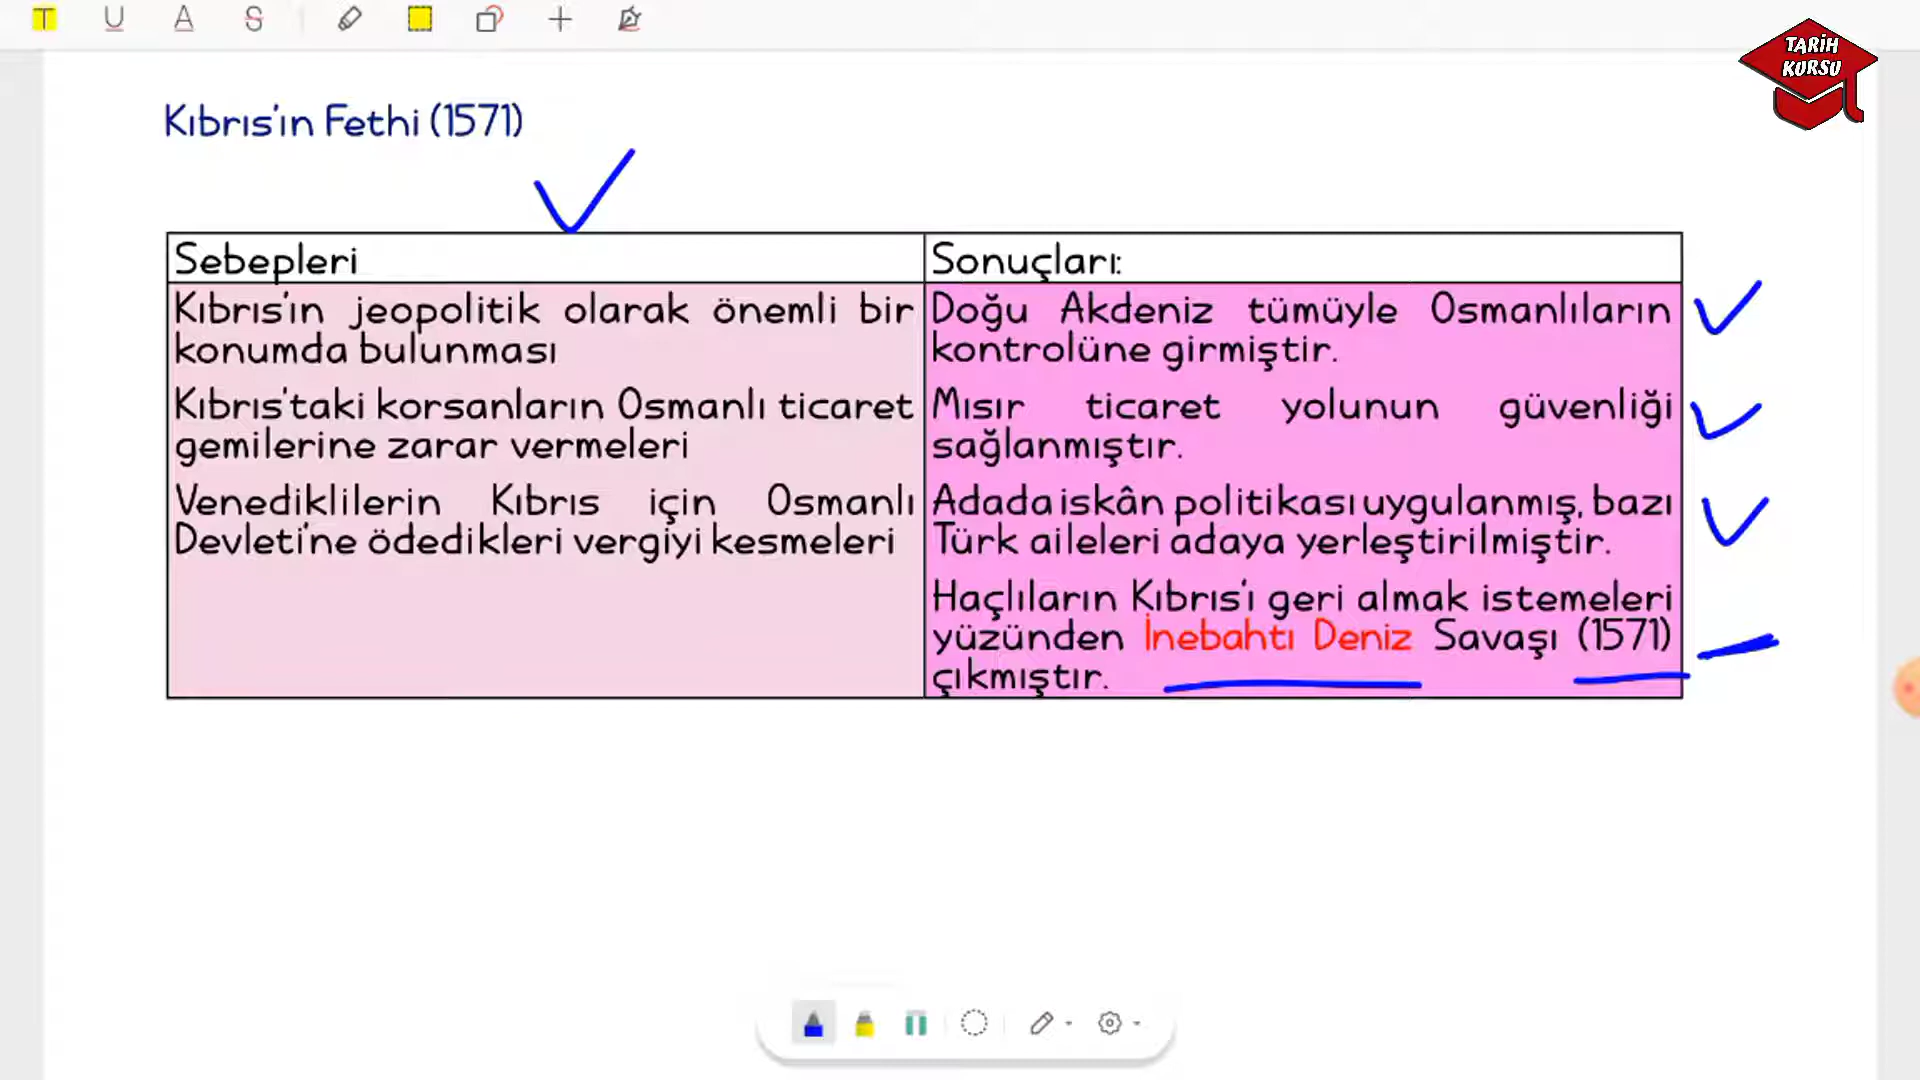 TARİH
KURSU
Kıbrıs'ın Fethi (1571)
Sebepleri
Kıbrıs'ın jeopolitik olarak önemli bir
konumda bulunması
Kıbrıs'taki korsanların Osmanlı ticaret
gemilerine zarar vermeleri
Venediklilerin Kıbrıs için Osmanlı
Devleti'ne ödedikleri vergiyi kesmeleri
Sonuçları:
Doğu Akdeniz tümüyle Osmanlıların
kontrolüne girmiştir.
Mısır ticaret yolunun güvenliği
sağlanmıştır.
Adada iskân politikası uygulanmış, bazı
Türk aileleri adaya yerleştirilmiştir.
Haçlıların Kıbrıs'ı geri almak istemeleri
yüzünden İnebahtı Deniz Savaşı (1571)
çıkmıştır.